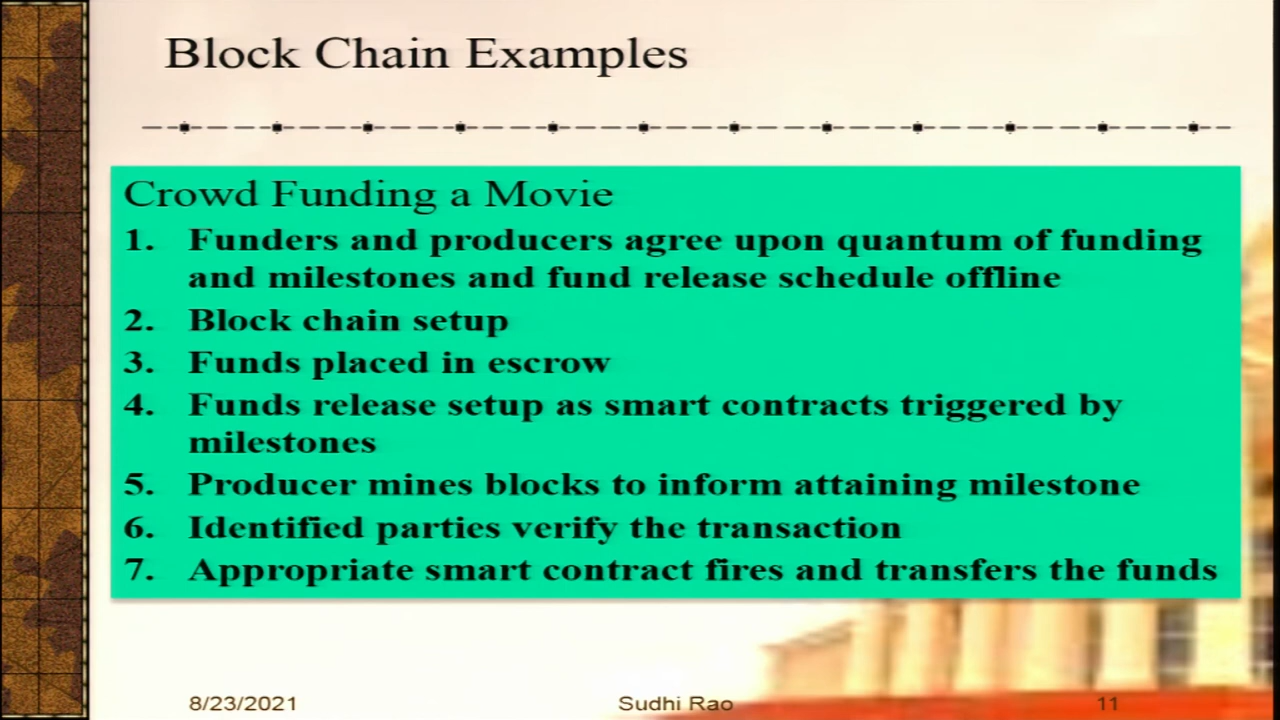 Block Chain Examples
Crowd Funding a Movie
1. Funders and producers agree upon quantum of funding
and milestones and fund release schedule offline
2. Block chain setup
3. Funds placed in escrow
4. Funds release setup as smart contracts triggered by
milestones
5. Producer mines blocks to inform attaining milestone
6. Identified parties verify the transaction
7. Appropriate smart contract fires and transfers the funds
8/23/2021 Sudhi Rao 11